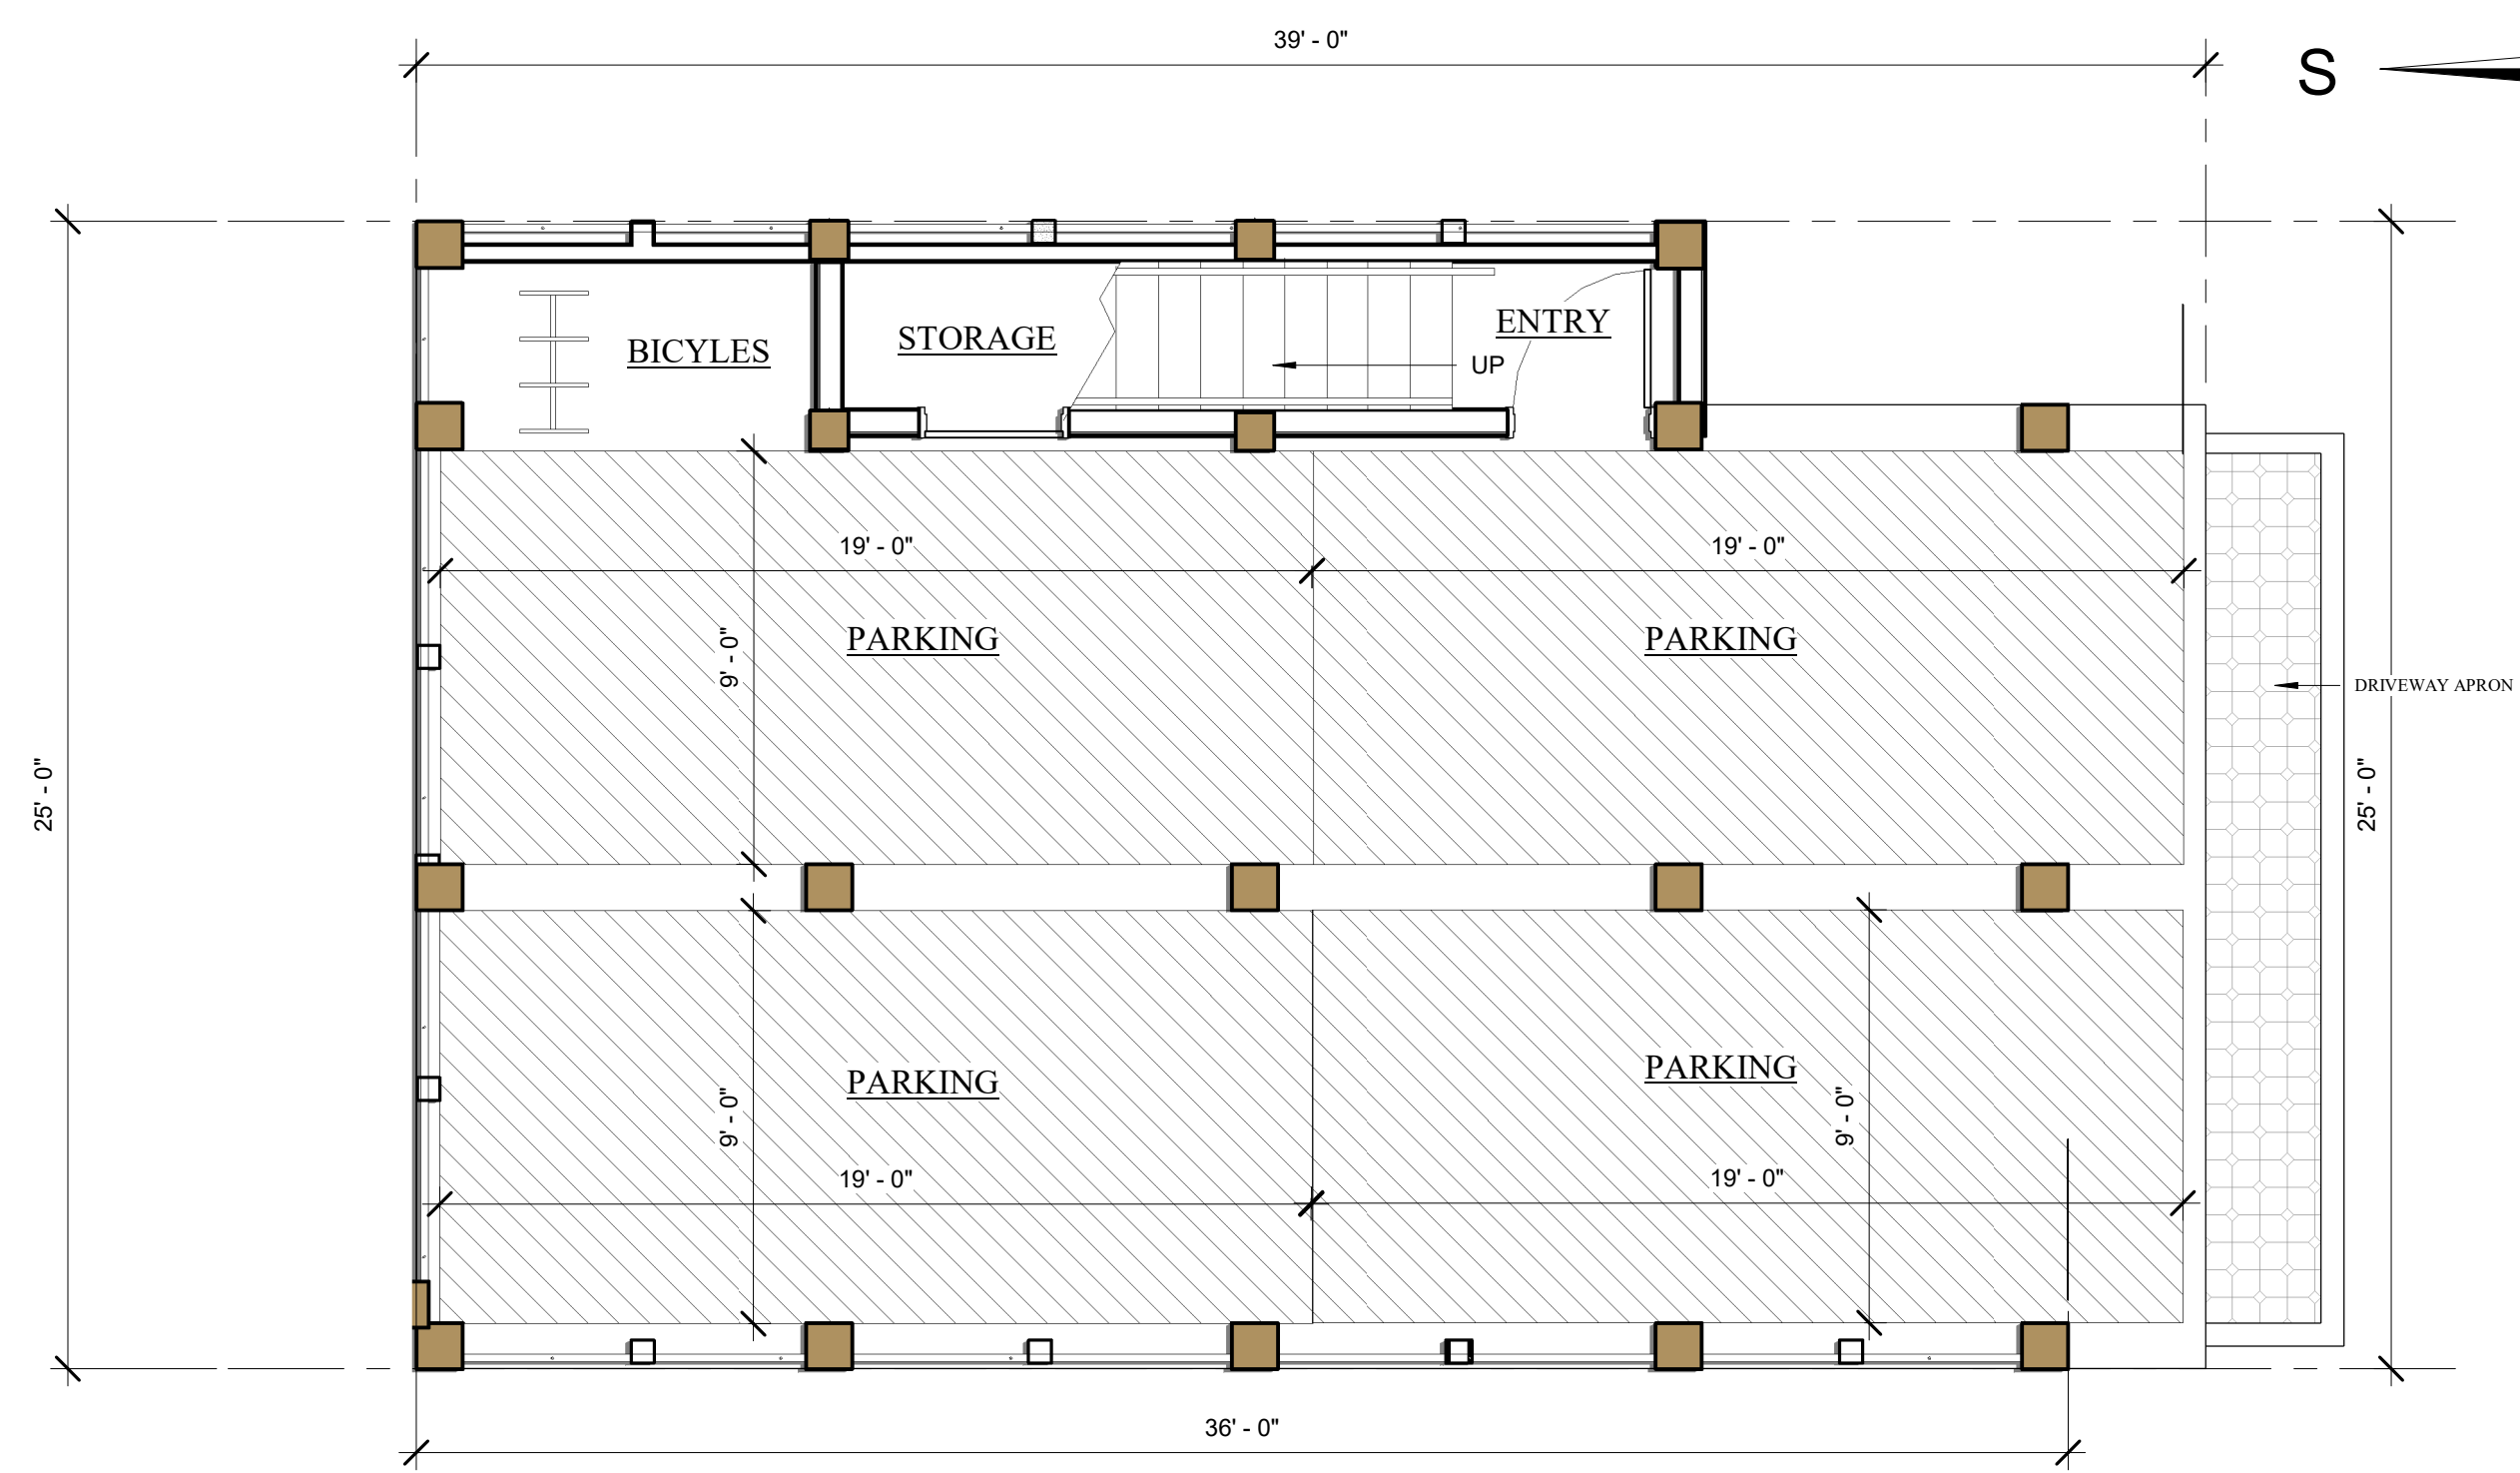 39' - 0"
S
BICYLES
STORAGE
ENTRY
UP
19' - 0"
19' - 0"
9' - 0"
PARKING
PARKING
DRIVEWAY APRON
25' - 0"
25' - 0"
PARKING
PARKING
9' - 0"
9' - 0"
19' - 0"
19' - 0"
36' - 0"